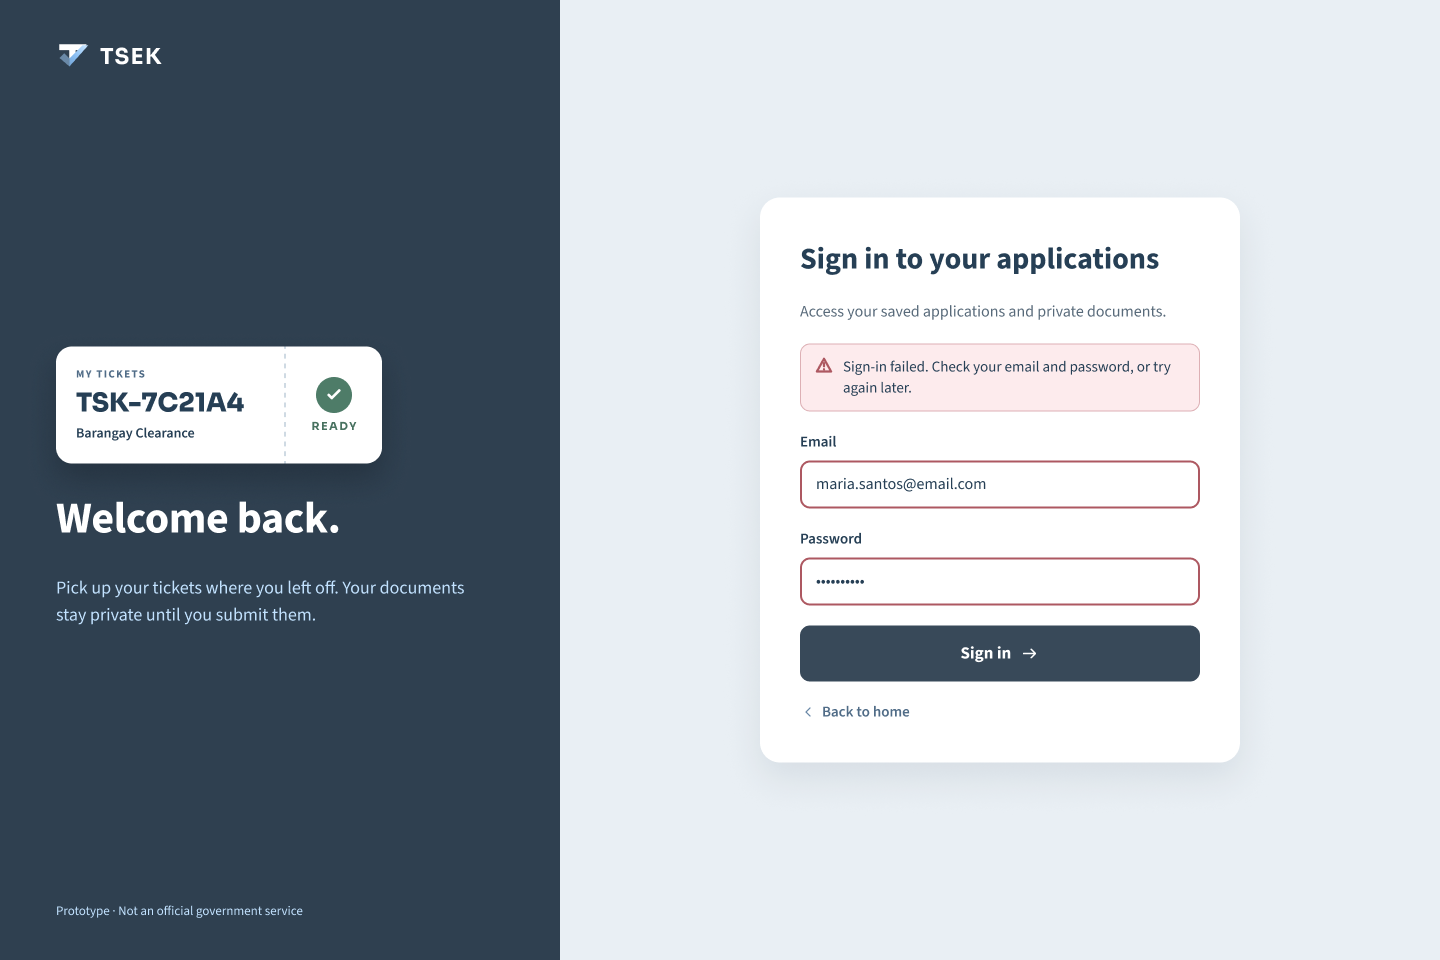 TSEK
MY TICKETS
TSK-7C21A4
Barangay Clearance
READY
Welcome back.
Pick up your tickets where you left off. Your documents
stay private until you submit them.
Prototype · Not an official government service
Sign in to your applications
Access your saved applications and private documents.
Sign-in failed. Check your email and password, or try
again later.
Email
maria.santos@email.com
Password
••••••••••
Sign in →
Back to home